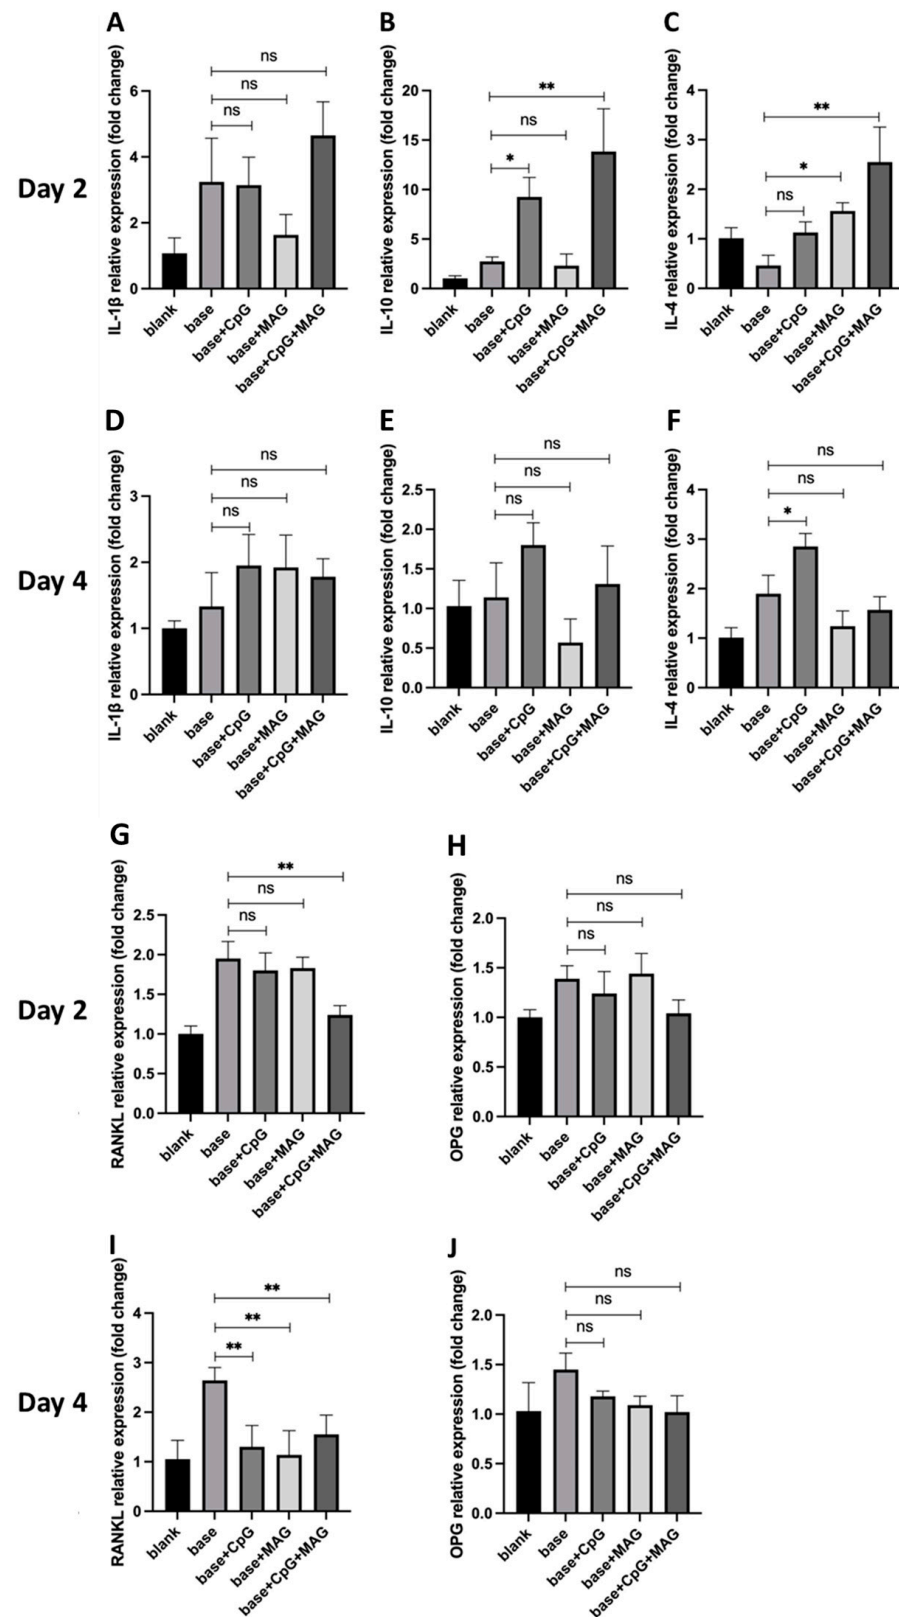 A
IL-1β relative expression (fold change)
6
4
2
0
ns
ns
ns
blank
base
base+CpG
base+MAG
base+CpG+MAG
B
IL-10 relative expression (fold change)
20
15
10
5
0
**
ns
*
blank
base
base+CpG
base+MAG
base+CpG+MAG
C
IL-4 relative expression (fold change)
4
3
2
1
0
**
*
ns
blank
base
base+CpG
base+MAG
base+CpG+MAG
Day 2
D
IL-1β relative expression (fold change)
3
2
1
0
ns
ns
ns
blank
base
base+CpG
base+MAG
base+CpG+MAG
E
IL-10 relative expression (fold change)
2.5
2.0
1.5
1.0
0.5
0.0
ns
ns
ns
blank
base
base+CpG
base+MAG
base+CpG+MAG
F
IL-4 relative expression (fold change)
4
3
2
1
0
ns
ns
*
blank
base
base+CpG
base+MAG
base+CpG+MAG
Day 4
G
RANKL relative expression (fold change)
2.5
2.0
1.5
1.0
0.5
0.0
**
ns
ns
blank
base
base+CpG
base+MAG
base+CpG+MAG
H
OPG relative expression (fold change)
2.0
1.5
1.0
0.5
0.0
ns
ns
ns
blank
base
base+CpG
base+MAG
base+CpG+MAG
Day 2
I
RANKL relative expression (fold change)
4
3
2
1
0
**
**
**
blank
base
base+CpG
base+MAG
base+CpG+MAG
J
OPG relative expression (fold change)
2.0
1.5
1.0
0.5
0.0
ns
ns
ns
blank
base
base+CpG
base+MAG
base+CpG+MAG
Day 4